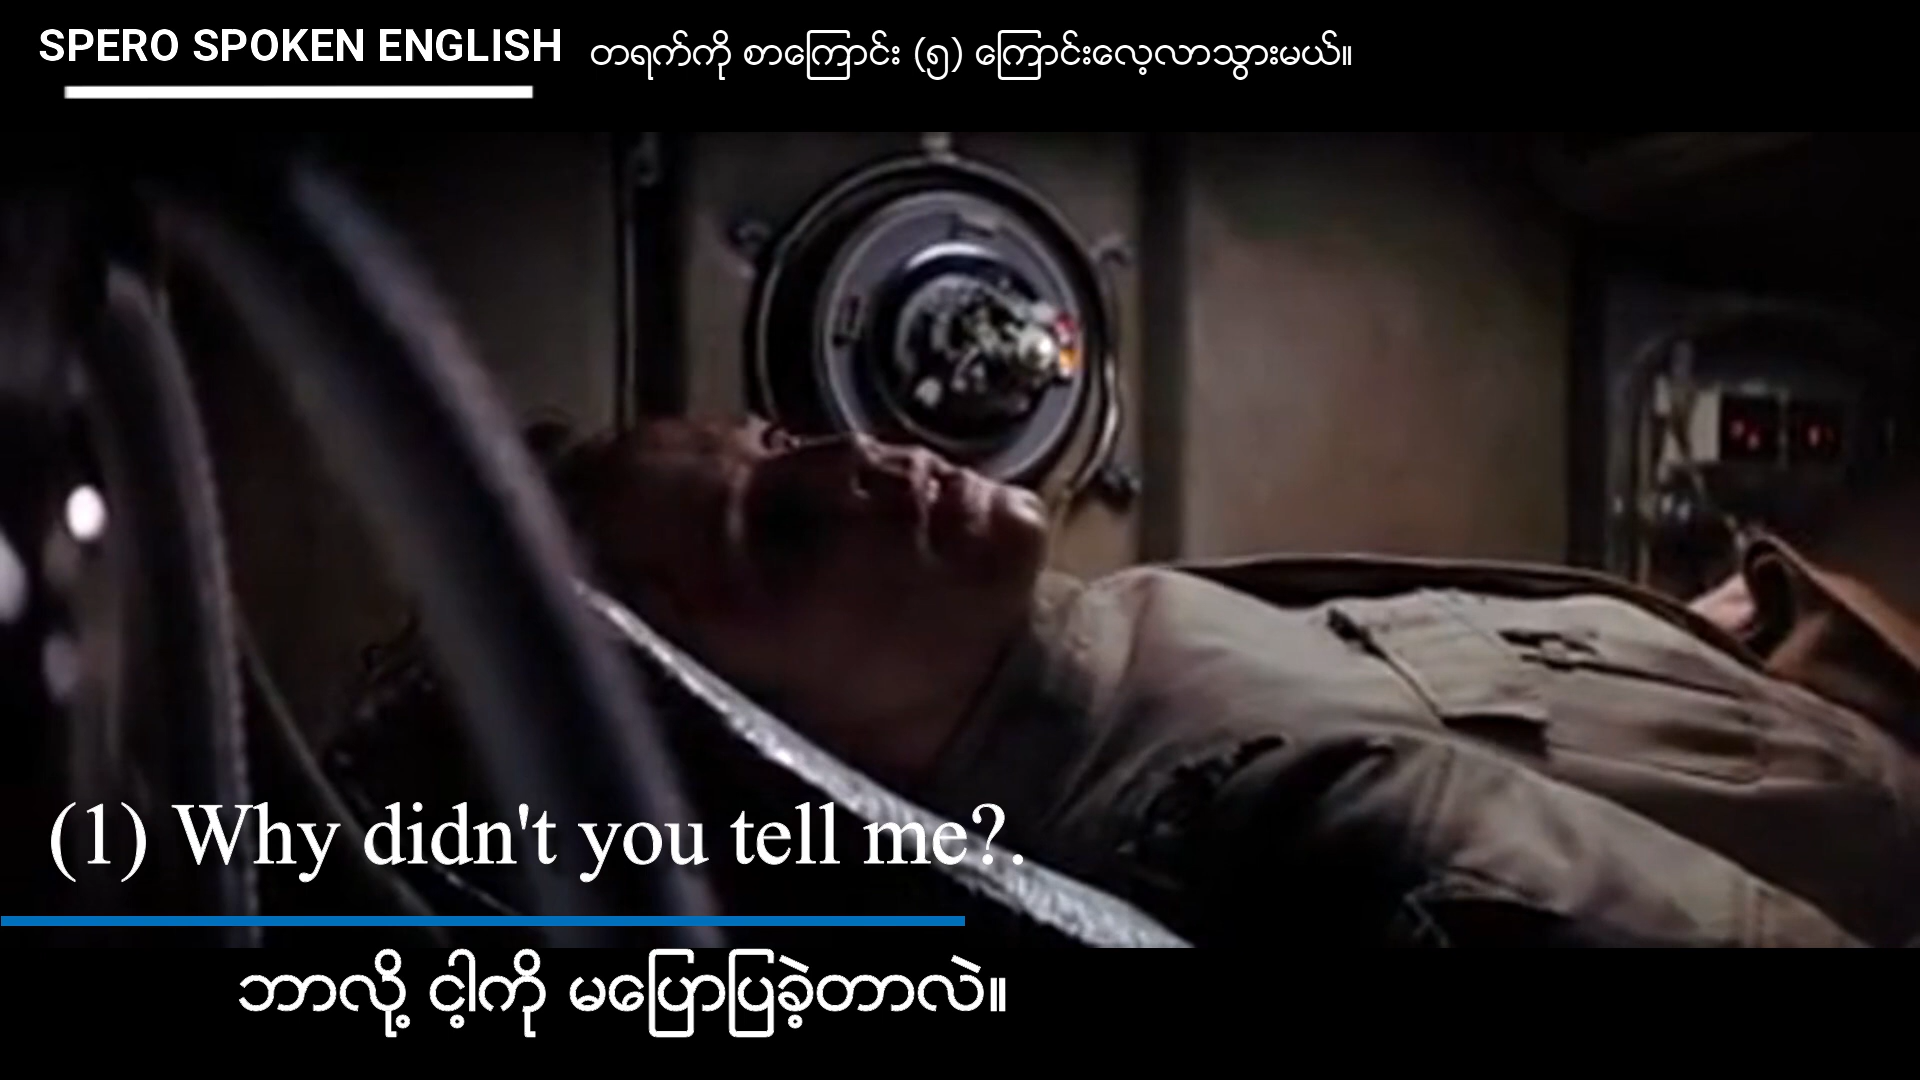 SPERO SPOKEN ENGLISH တရက်ကို စာကြောင်း (၅) ကြောင်းလေ့လာသွားမယ်။
(1) Why didn't you tell me?.
ဘာလို့ ငါ့ကို မပြောပြခဲ့တာလဲ။